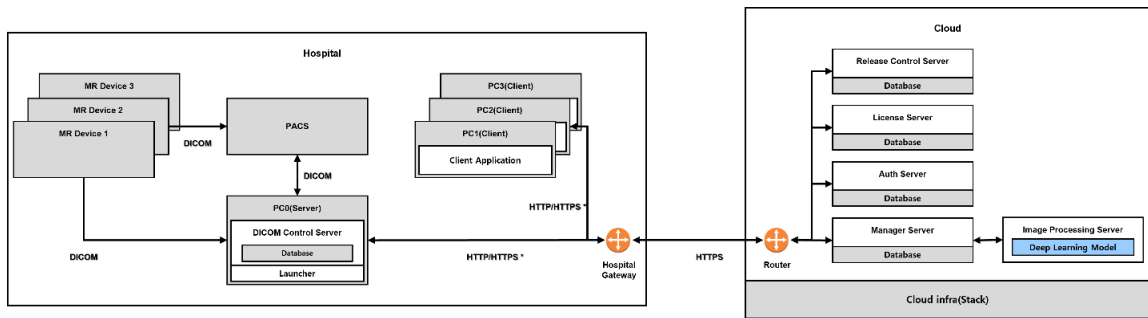 Hospital
MR Device 3
MR Device 2
MR Device 1
DICOM
PACS
DICOM
PC3(Client)
PC2(Client)
PC1(Client)
Client Application
PC0(Server)
DICOM Control Server
Database
Launcher
DICOM
HTTP/HTTPS *
HTTP/HTTPS *
Hospital
Gateway
HTTPS
Cloud
Release Control Server
Database
License Server
Database
Auth Server
Database
Router
Manager Server
Database
Image Processing Server
Deep Learning Model
Cloud infra(Stack)